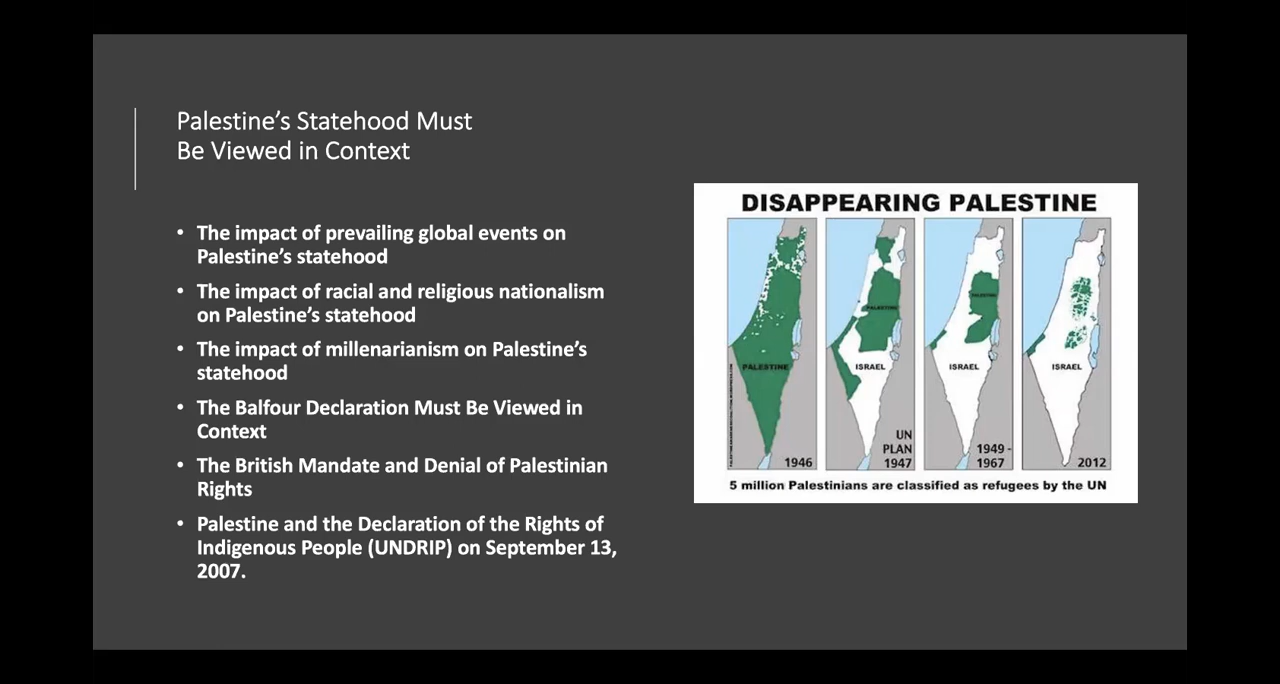 Palestine’s Statehood Must
Be Viewed in Context
• The impact of prevailing global events on
Palestine’s statehood
• The impact of racial and religious nationalism
on Palestine’s statehood
• The impact of millenarianism on Palestine’s
statehood
• The Balfour Declaration Must Be Viewed in
Context
• The British Mandate and Denial of Palestinian
Rights
• Palestine and the Declaration of the Rights of
Indigenous People (UNDRIP) on September 13,
2007.
DISAPPEARING PALESTINE
PALESTINE
1946
PALESTINE
ISRAEL
UN
PLAN
1947
PALESTINE
ISRAEL
1949 -
1967
ISRAEL
2012
5 million Palestinians are classified as refugees by the UN